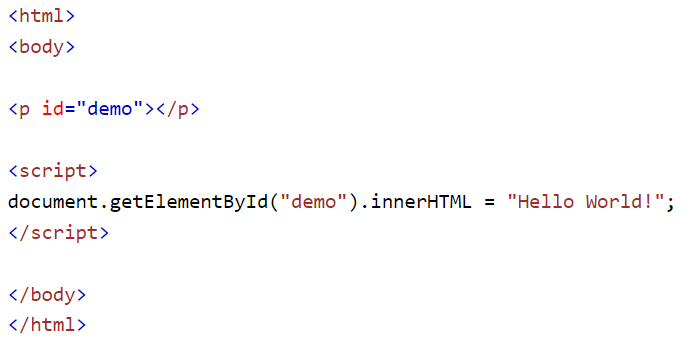 <html>
<body>
<p id="demo"></p>
<script>
document.getElementById("demo").innerHTML = "Hello World!";
</script>
</body>
</html>